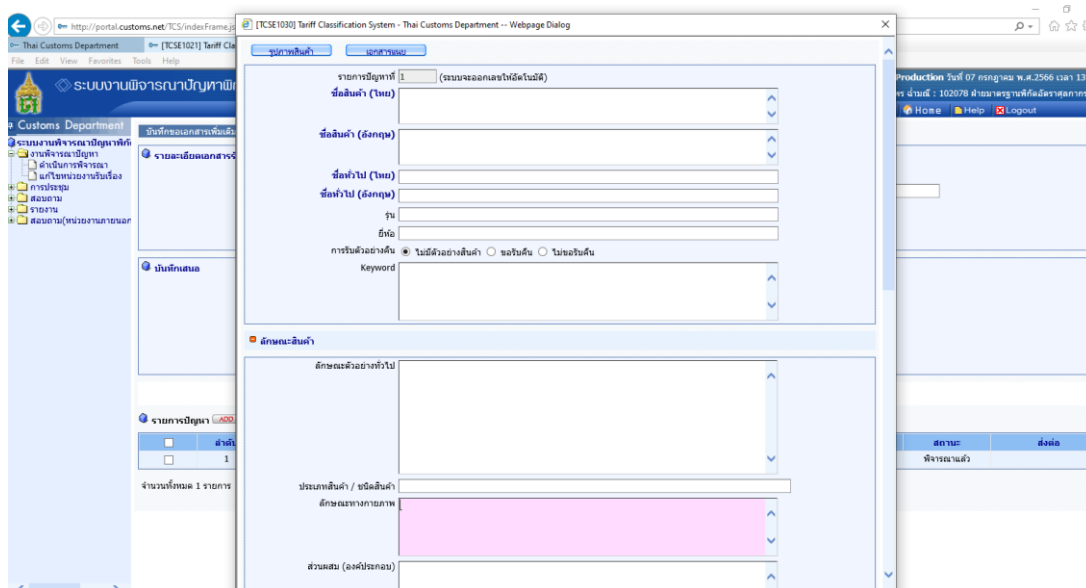 http://portal.customs.net/TCS/indexFrame.js
[TCSE1030] Tariff Classification System - Thai Customs Department -- Webpage Dialog
Thai Customs Department
[TCSE1021] Tariff Cla
File Edit View Favorites Tools Help
รูปภาพสินค้า เอกสารแนบ
ระบบงานพิจารณาปัญหาพิ
Production วันที่ 07 กรกฎาคม พ.ศ.2566 เวลา 13
102078 ฝ่ายมาตรฐานพิกัดอัตราศุลกากร
Home Help Logout
Customs Department
ระบบงานพิจารณาปัญหาพิกั
งานพิจารณาปัญหา
ดำเนินการพิจารณา
แก้ไขหน่วยงานรับเรื่อง
การประชุม
สอบถาม
รายงาน
สอบถาม(หน่วยงานภายนอก
บันทึกขอเอกสารเพิ่มเติม
รายละเอียดเอกสารร
บันทึกเสนอ
รายการปัญหา ADD
ลำดับ
1
จำนวนทั้งหมด 1 รายการ
รายการปัญหาที่ 1 (ระบบจะออกเลขให้อัตโนมัติ)
ชื่อสินค้า (ไทย)
ชื่อสินค้า (อังกฤษ)
ชื่อทั่วไป (ไทย)
ชื่อทั่วไป (อังกฤษ)
รุ่น
ยี่ห้อ
การรับตัวอย่างคืน ไม่มีตัวอย่างสินค้า ขอรับคืน ไม่ขอรับคืน
Keyword
ลักษณะสินค้า
ลักษณะตัวอย่างทั่วไป
ประเภทสินค้า / ชนิดสินค้า
ลักษณะทางกายภาพ
ส่วนผสม (องค์ประกอบ)
สถานะ ส่งต่อ
พิจารณาแล้ว